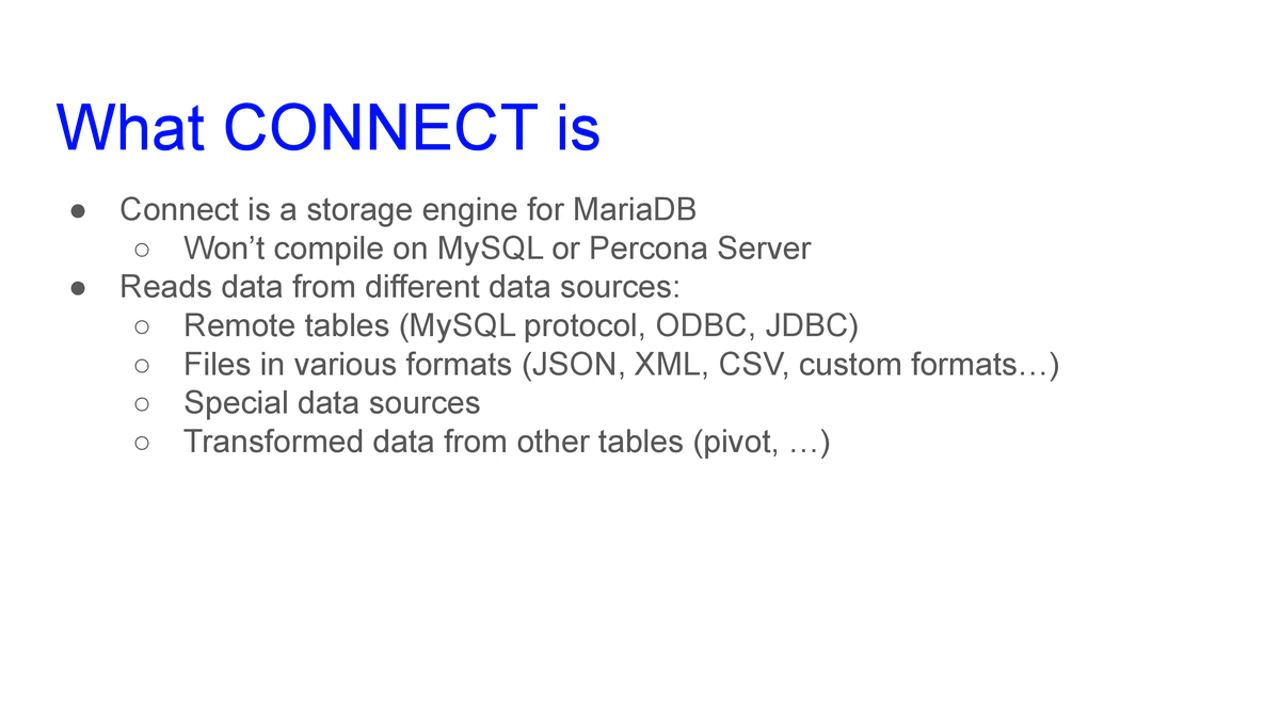 What CONNECT is
● Connect is a storage engine for MariaDB
○ Won’t compile on MySQL or Percona Server
● Reads data from different data sources:
○ Remote tables (MySQL protocol, ODBC, JDBC)
○ Files in various formats (JSON, XML, CSV, custom formats…)
○ Special data sources
○ Transformed data from other tables (pivot, …)